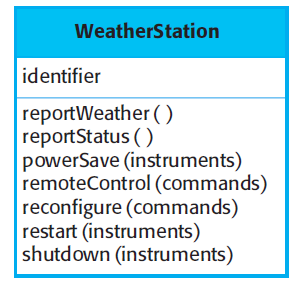 WeatherStation
identifier
reportWeather ( )
reportStatus ( )
powerSave (instruments)
remoteControl (commands)
reconfigure (commands)
restart (instruments)
shutdown (instruments)